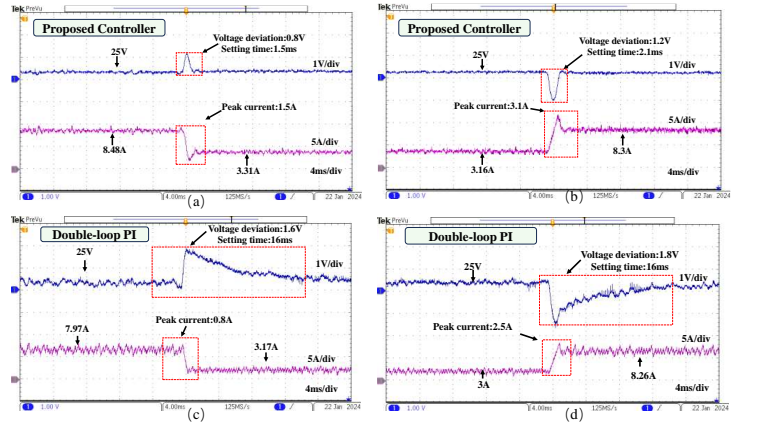 Tek PreVu
Proposed Controller
25V
Voltage deviation:0.8V
Setting time:1.5ms
1V/div
Peak current:1.5A
8.48A
3.31A
5A/div
4ms/div
1 1.00 V
4.00ms
125MS/s
1
22 Jan 2024
(a)
Tek PreVu
Proposed Controller
25V
Voltage deviation:1.2V
Setting time:2.1ms
1V/div
Peak current:3.1A
3.16A
8.3A
5A/div
4ms/div
1 1.00 V
4.00ms
125MS/s
1
22 Jan 2024
(b)
Tek PreVu
Double-loop PI
25V
Voltage deviation:1.6V
Setting time:16ms
1V/div
Peak current:0.8A
7.97A
3.17A
5A/div
4ms/div
1 1.00 V
4.00ms
125MS/s
1
22 Jan 2024
(c)
Tek PreVu
Double-loop PI
25V
Voltage deviation:1.8V
Setting time:16ms
1V/div
Peak current:2.5A
3A
8.26A
5A/div
4ms/div
1 1.00 V
4.00ms
125MS/s
1
22 Jan 2024
(d)